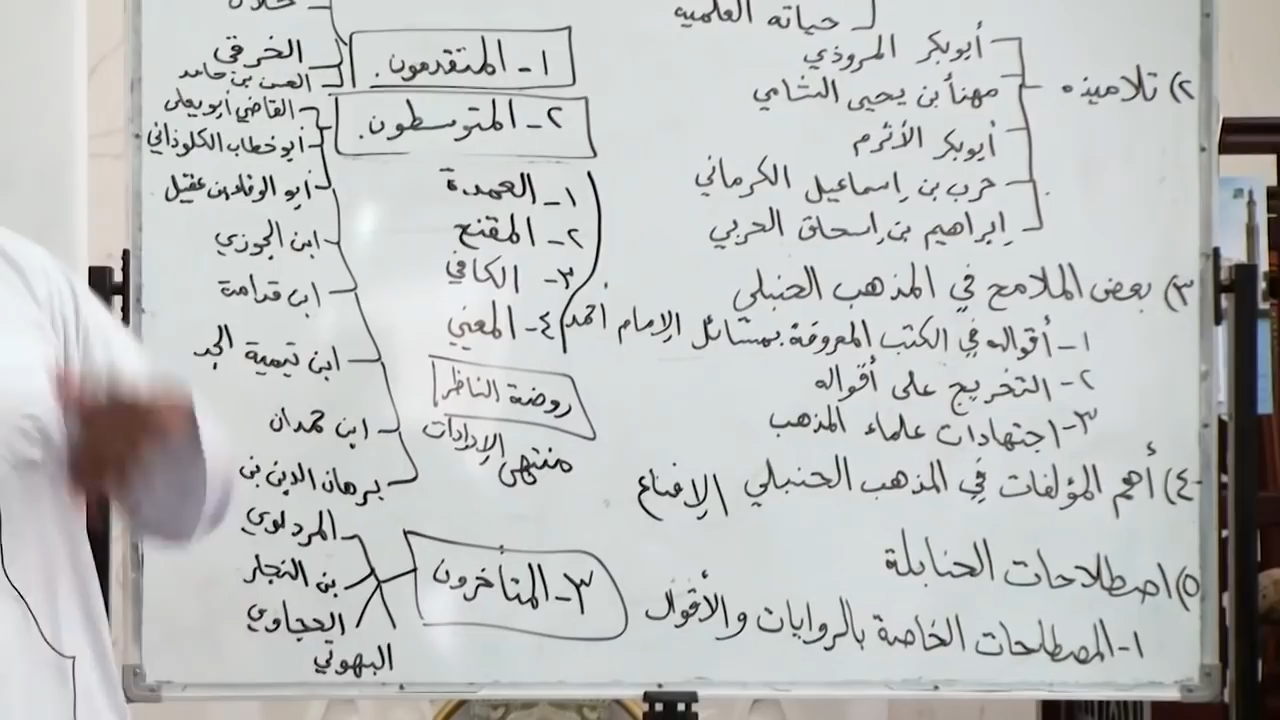 حياته العلمية
٢) تلاميذه
أبوبكر المروذي
مهنأ بن يحيى الشامي
أبوبكر الأثرم
حرب بن إسماعيل الكرماني
إبراهيم بن إسحاق الحربي
٣) بعض الملامح في المذهب الحنبلي
١- أقواله في الكتب المعروفة بمسائل الإمام أحمد
٢- التخريج على أقواله
٣- اجتهادات علماء المذهب
٤) أهم المؤلفات في المذهب الحنبلي
الإقناع
٥) اصطلاحات الحنابلة
١- المصطلحات الخاصة بالروايات والأقوال
١- المتقدمون.
الخرقي
الحسن بن حامد
٢- المتوسطون.
القاضي أبو يعلى
أبو خطاب الكلوذاني
أبو الوفاء بن عقيل
ابن الجوزي
ابن قدامة
ابن تيمية الجد
ابن حمدان
برهان الدين بن
١- العمدة
٢- المقنع
٣- الكافي
٤- المغني
روضة الناظر
منتهى الإرادات
٣- المتأخرون
المرداوي
بن النجار
الحجاوي
البهوتي